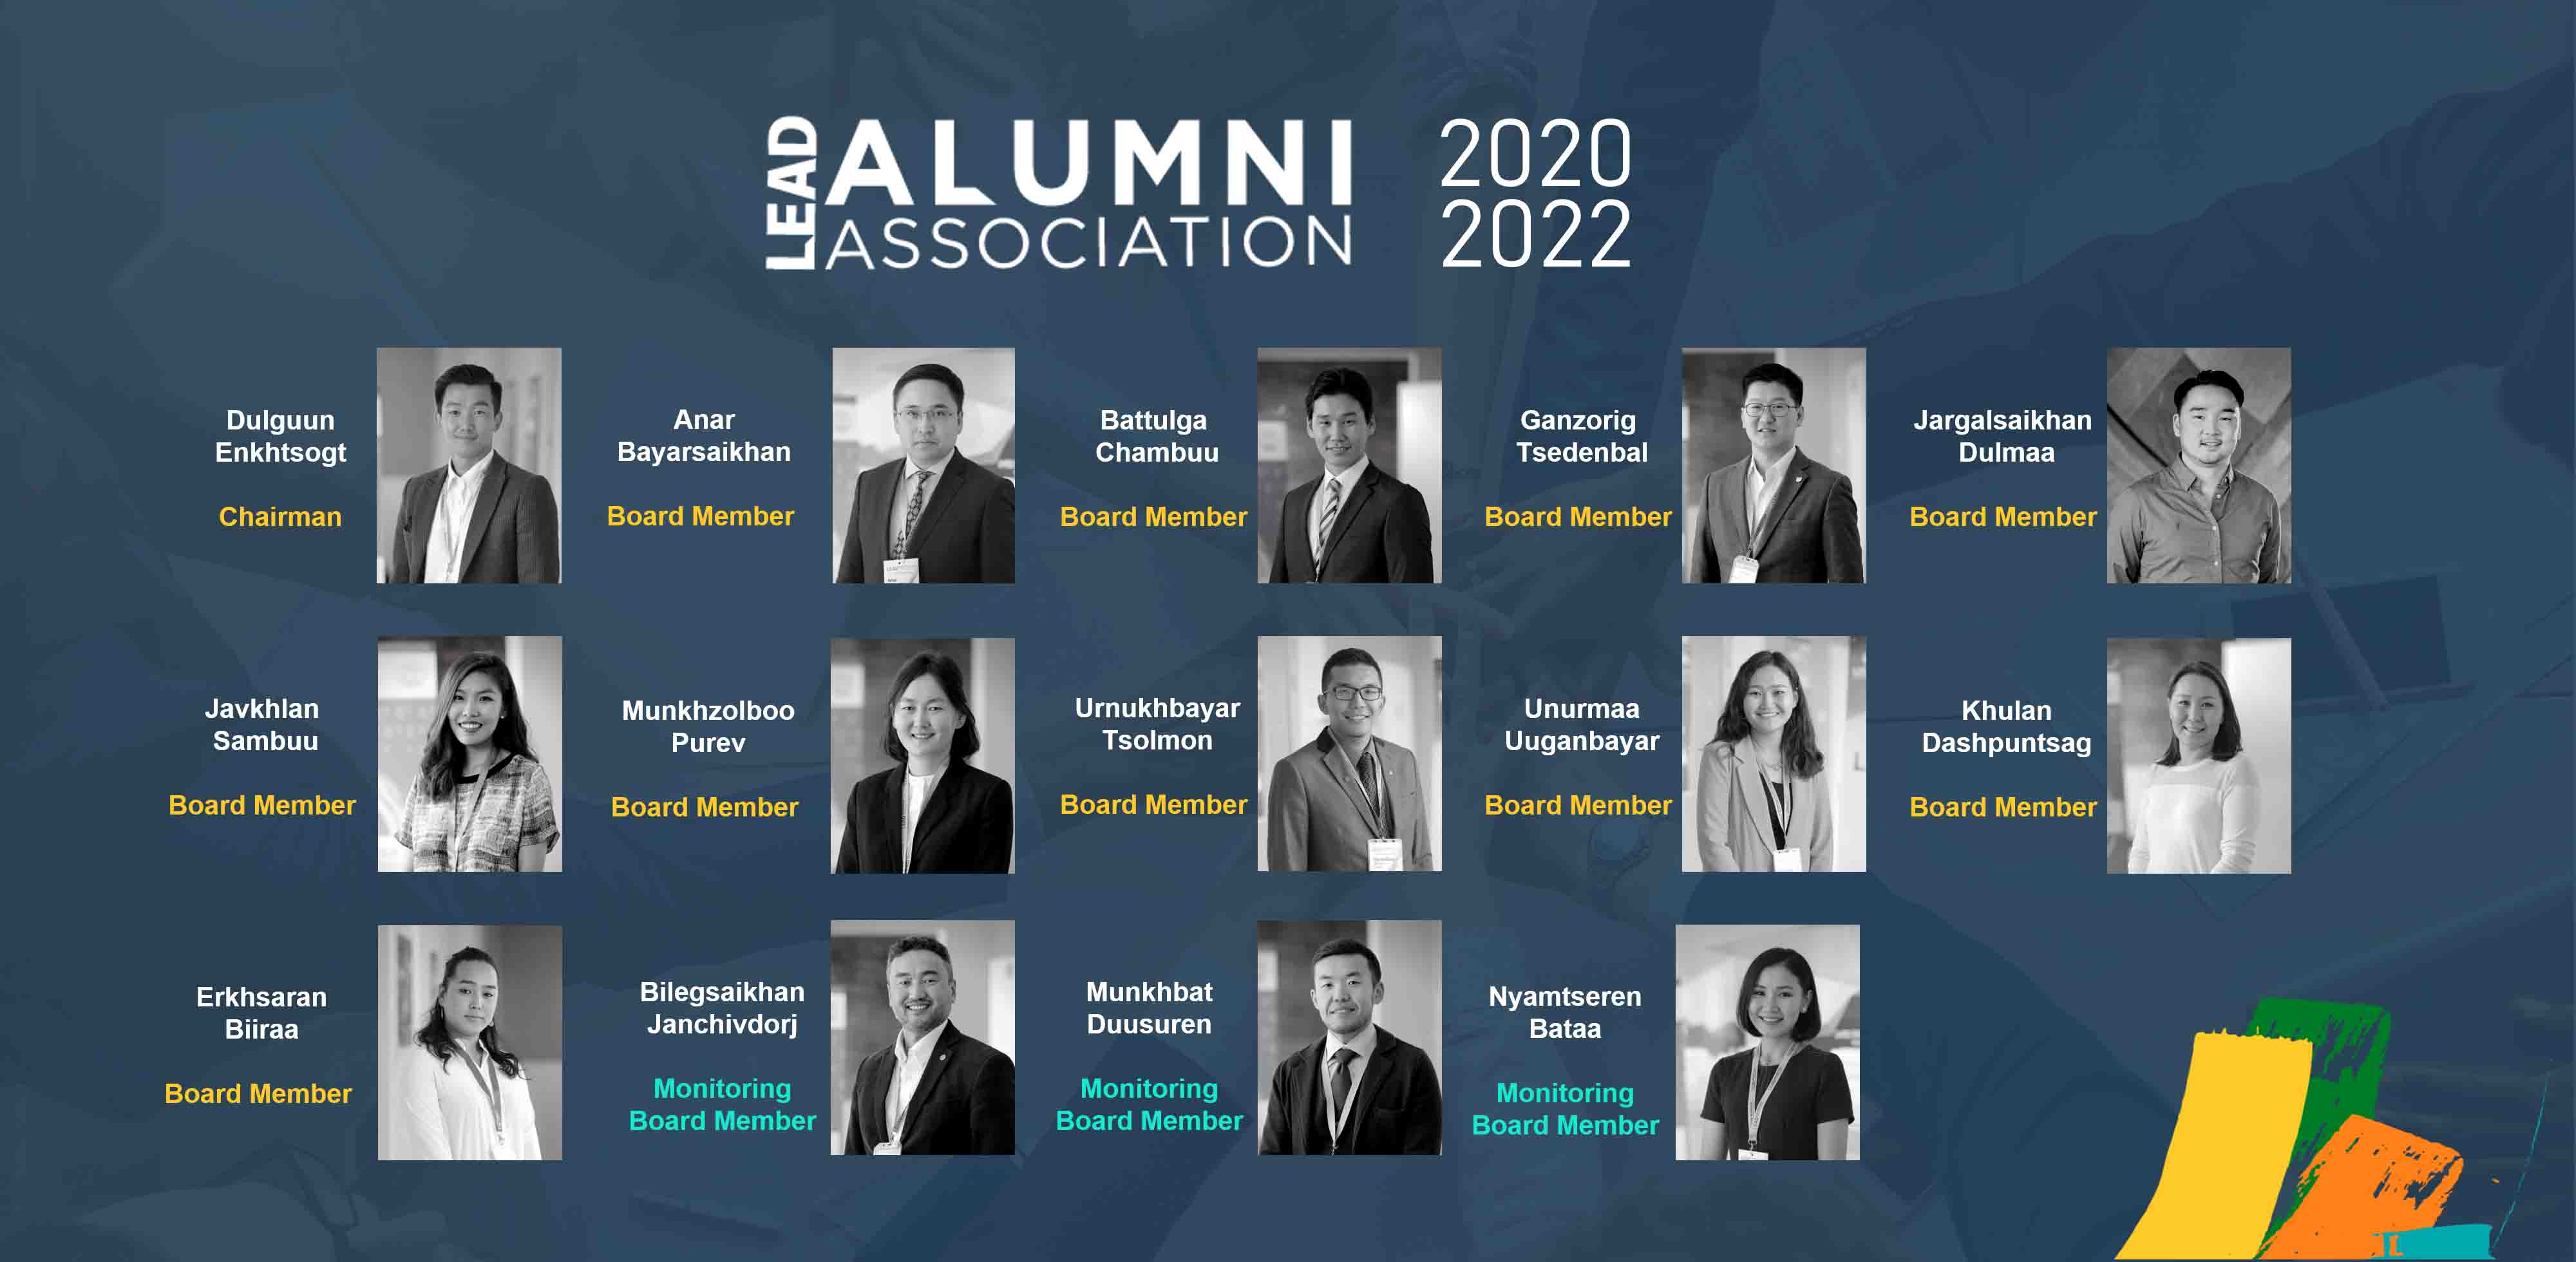 LEAD
ALUMNI
ASSOCIATION
2020
2022
Dulguun
Enkhtsogt
Chairman
Anar
Bayarsaikhan
Board Member
Battulga
Chambuu
Board Member
Ganzorig
Tsedenbal
Board Member
Jargalsaikhan
Dulmaa
Board Member
Javkhlan
Sambuu
Board Member
Munkhzolboo
Purev
Board Member
Urnukhbayar
Tsolmon
Board Member
Unurmaa
Uuganbayar
Board Member
Khulan
Dashpuntsag
Board Member
Erkhsaran
Biiraa
Board Member
Bilegsaikhan
Janchivdorj
Monitoring
Board Member
Munkhbat
Duusuren
Monitoring
Board Member
Nyamtseren
Bataa
Monitoring
Board Member